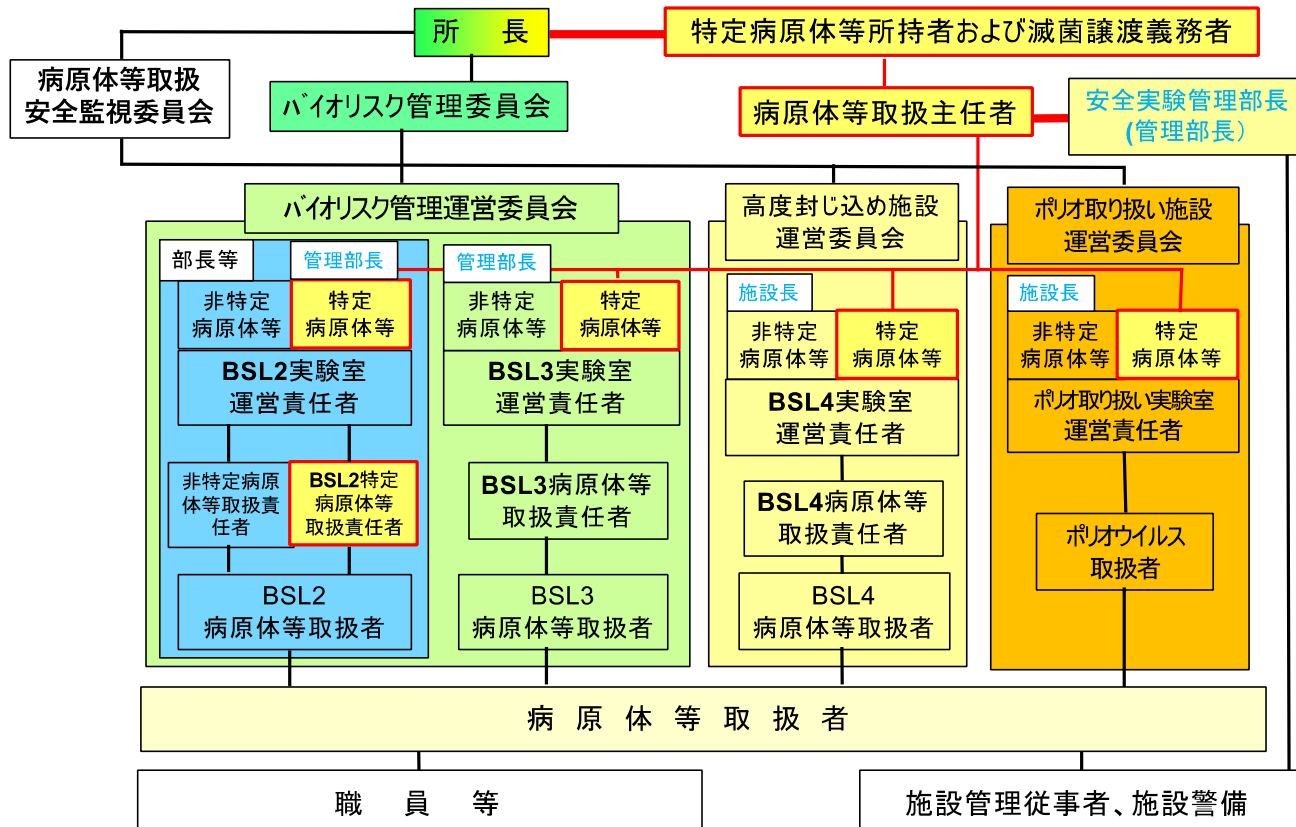 所　長
特定病原体等所持者および滅菌譲渡義務者
病原体等取扱
安全監視委員会
バイオリスク管理委員会
病原体等取扱主任者
安全実験管理部長
(管理部長）
バイオリスク管理運営委員会
高度封じ込め施設
運営委員会
ポリオ取り扱い施設
運営委員会
部長等
管理部長
非特定
病原体等
特定
病原体等
BSL2実験室
運営責任者
非特定病原
体等取扱責
任者
BSL2特定
病原体等
取扱責任者
BSL2
病原体等取扱者
管理部長
非特定
病原体等
特定
病原体等
BSL3実験室
運営責任者
BSL3病原体等
取扱責任者
BSL3
病原体等取扱者
施設長
非特定
病原体等
特定
病原体等
BSL4実験室
運営責任者
BSL4病原体等
取扱責任者
BSL4
病原体等取扱者
施設長
非特定
病原体等
特定
病原体等
ポリオ取り扱い実験室
運営責任者
ポリオウイルス
取扱者
病 原 体 等 取 扱 者
職　員　等
施設管理従事者、施設警備